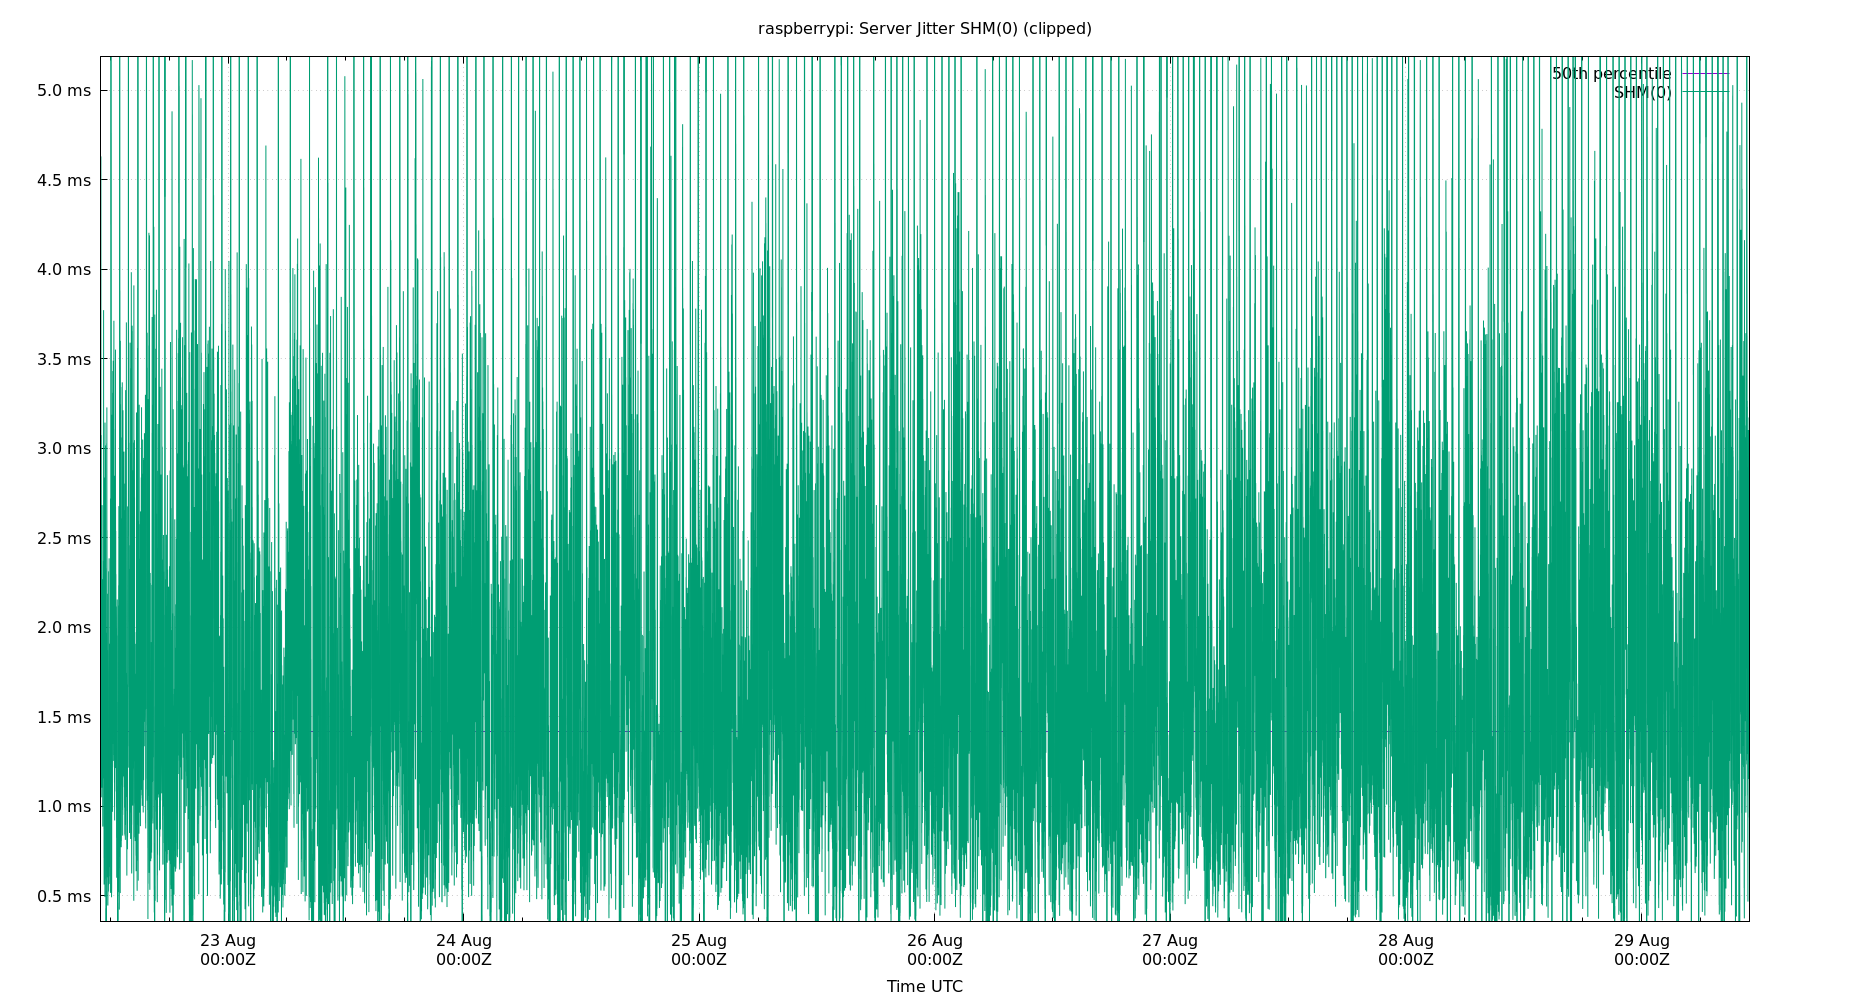 raspberrypi: Server Jitter SHM(0) (clipped)
50th percentile
SHM(0)
5.0 ms
4.5 ms
4.0 ms
3.5 ms
3.0 ms
2.5 ms
2.0 ms
1.5 ms
1.0 ms
0.5 ms
23 Aug 24 Aug 25 Aug 26 Aug 27 Aug 28 Aug 29 Aug
00:00Z 00:00Z 00:00Z 00:00Z 00:00Z 00:00Z 00:00Z
Time UTC